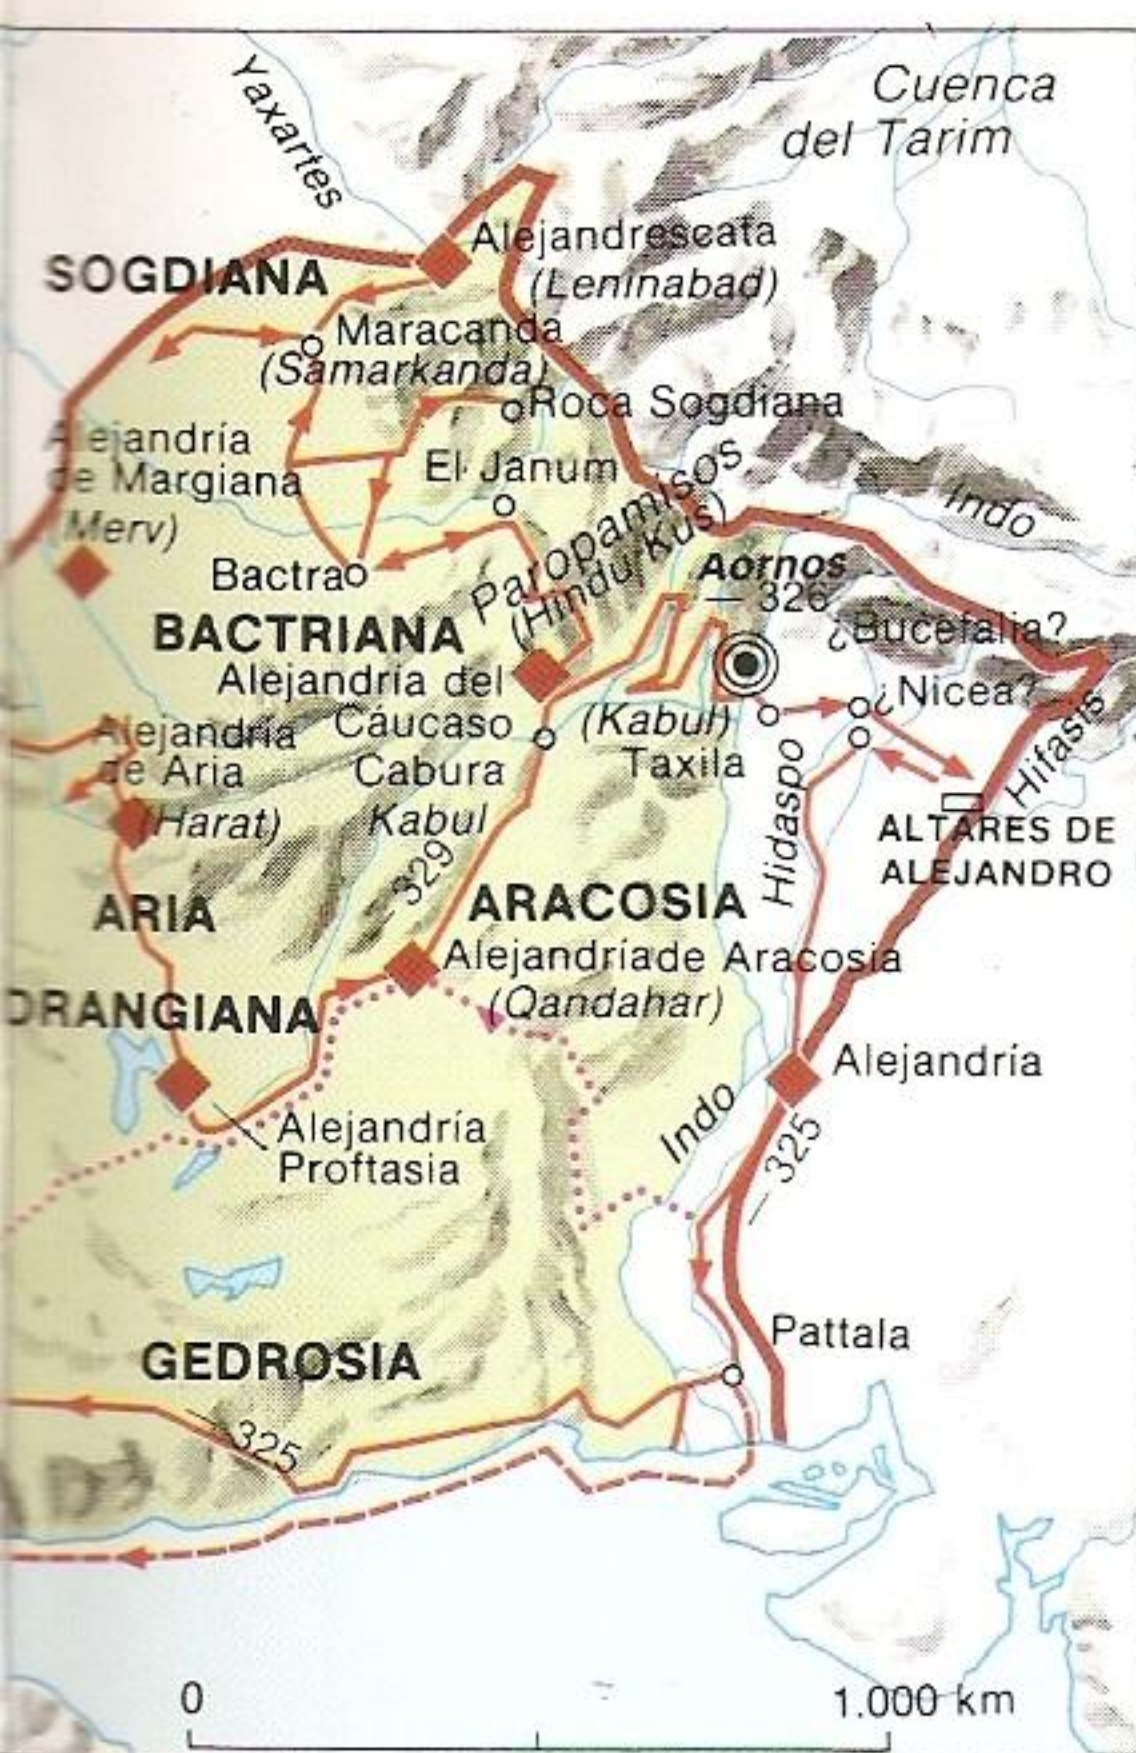 Yaxartes
Cuenca
del Tarim
Alejandreseata
(Leninabad)
SOGDIANA
Maracanda
(Samarkanda)
Roca Sogdiana
Alejandría
de Margiana
(Merv)
El Janum
Paropamisos
(Hindu Kus)
Indo
Bactra
Aornos
— 326
BACTRIANA
¿Bucefalia?
Alejandría del
Cáucaso
¿Nicea?
(Kabul)
Taxila
Alejandría
de Aria
(Harat)
Cabura
Kabul
Hidaspo
Hifasis
ALTARES DE
ALEJANDRO
— 329
ARIA
ARACOSIA
Alejandríade Aracosia
(Qandahar)
DRANGIANA
Alejandría
Indo
Alejandría
Proftasia
— 325
Pattala
GEDROSIA
— 325
0
1.000 km